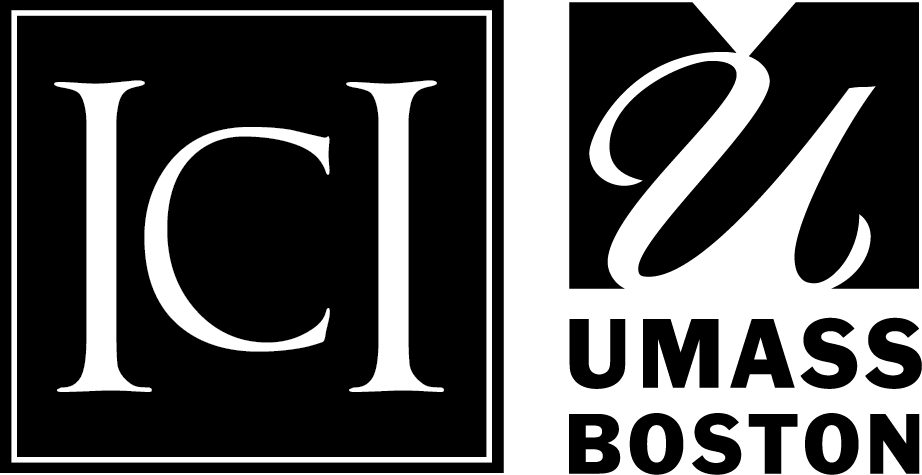 ICI
U
UMASS
BOSTON